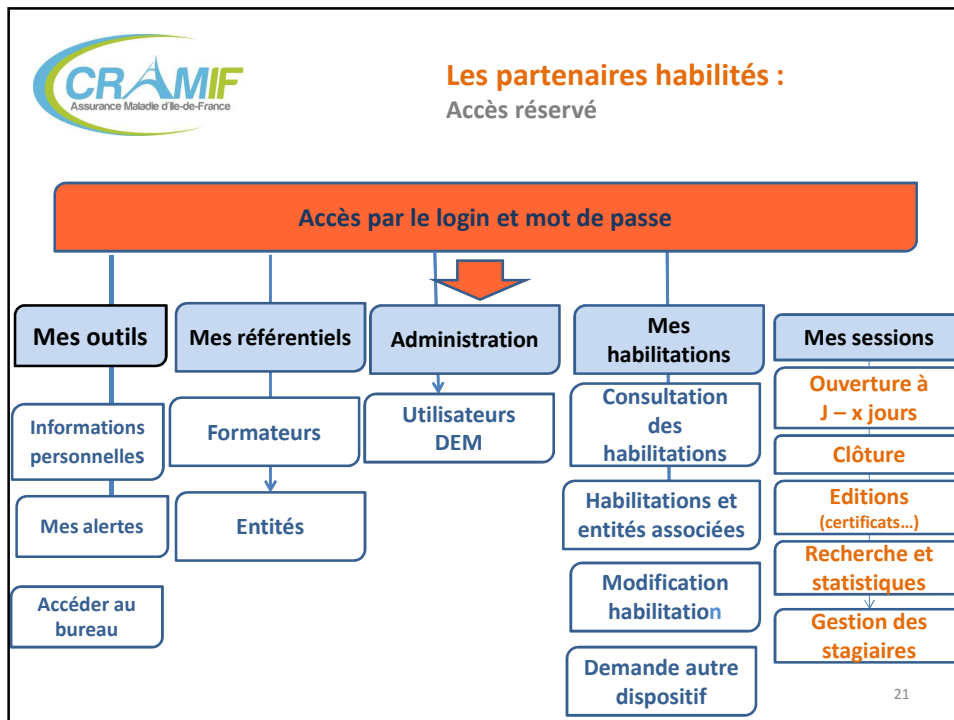 CRAMIF
Assurance Maladie d'Ile-de-France
Les partenaires habilités :
Accès réservé
Accès par le login et mot de passe
Mes outils
Informations
personnelles
Mes alertes
Accéder au
bureau
Mes référentiels
Formateurs
Entités
Administration
Utilisateurs
DEM
Mes
habilitations
Consultation
des
habilitations
Habilitations et
entités associées
Modification
habilitation
Demande autre
dispositif
Mes sessions
Ouverture à
J – x jours
Clôture
Editions
(certificats...)
Recherche et
statistiques
Gestion des
stagiaires
21